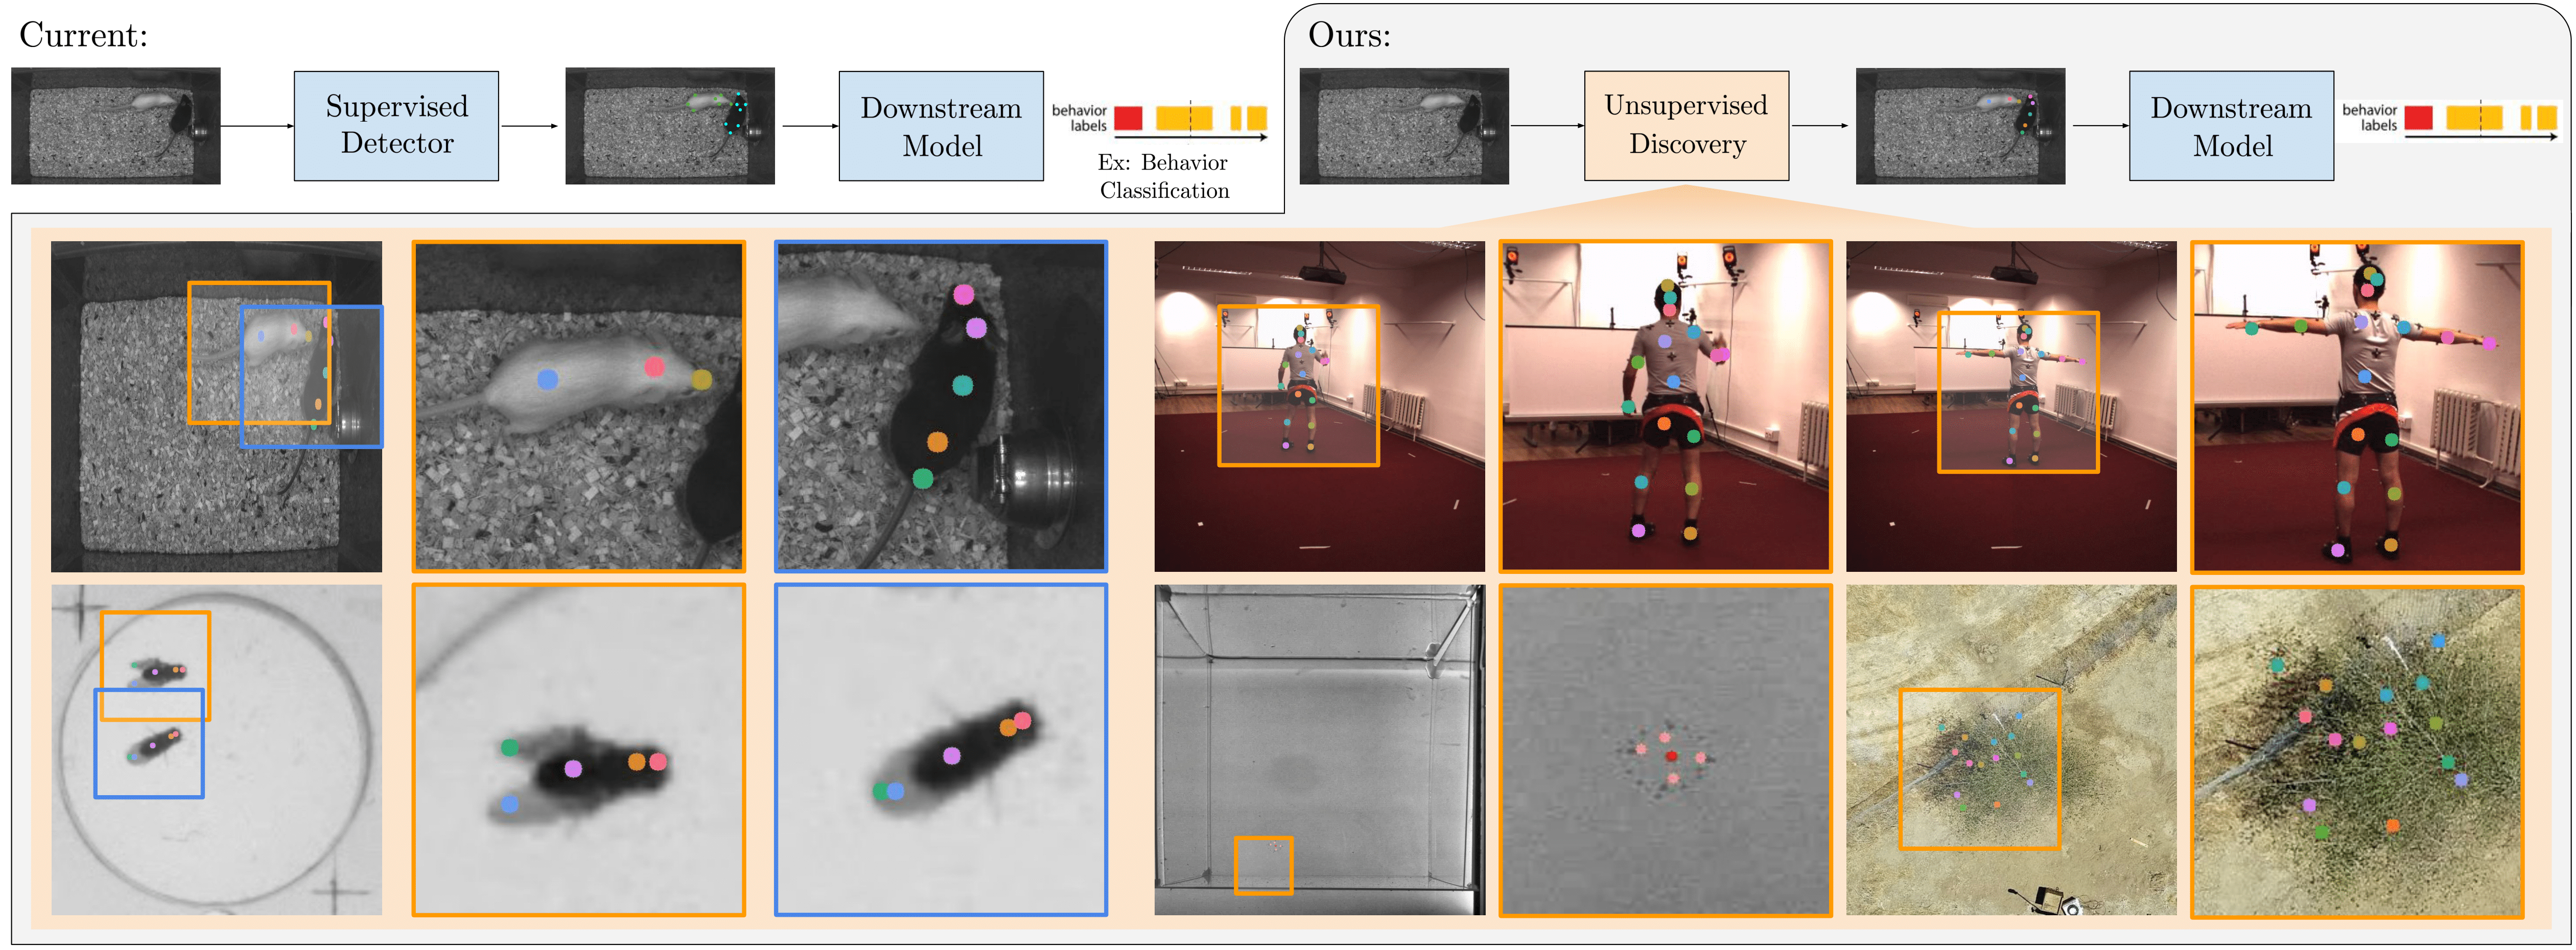 Current:
Supervised
Detector
Downstream
Model
behavior
labels
Ex: Behavior
Classification
Ours:
Unsupervised
Discovery
Downstream
Model
behavior
labels